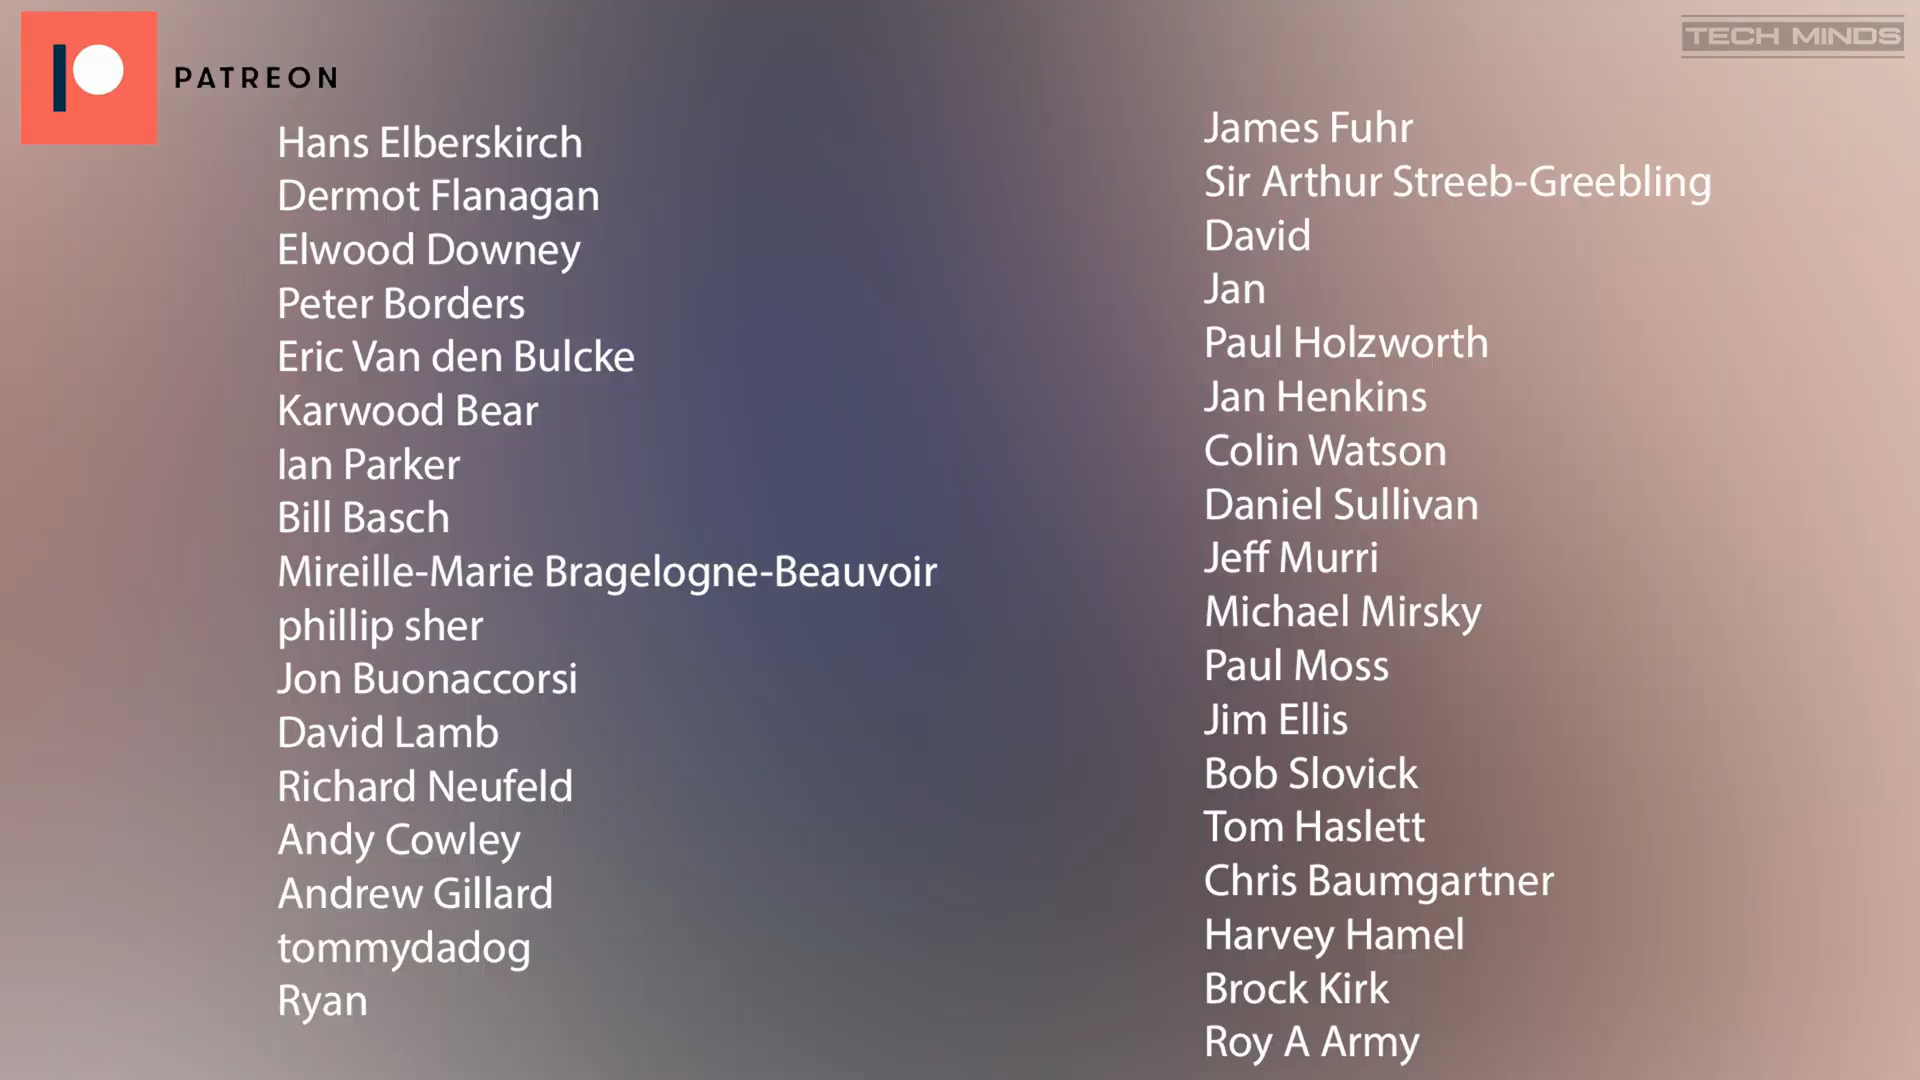 PATREON
TECH MINDS
Hans Elberskirch
Dermot Flanagan
Elwood Downey
Peter Borders
Eric Van den Bulcke
Karwood Bear
Ian Parker
Bill Basch
Mireille-Marie Bragelogne-Beauvoir
phillip sher
Jon Buonaccorsi
David Lamb
Richard Neufeld
Andy Cowley
Andrew Gillard
tommydadog
Ryan
James Fuhr
Sir Arthur Streeb-Greebling
David
Jan
Paul Holzworth
Jan Henkins
Colin Watson
Daniel Sullivan
Jeff Murri
Michael Mirsky
Paul Moss
Jim Ellis
Bob Slovick
Tom Haslett
Chris Baumgartner
Harvey Hamel
Brock Kirk
Roy A Army